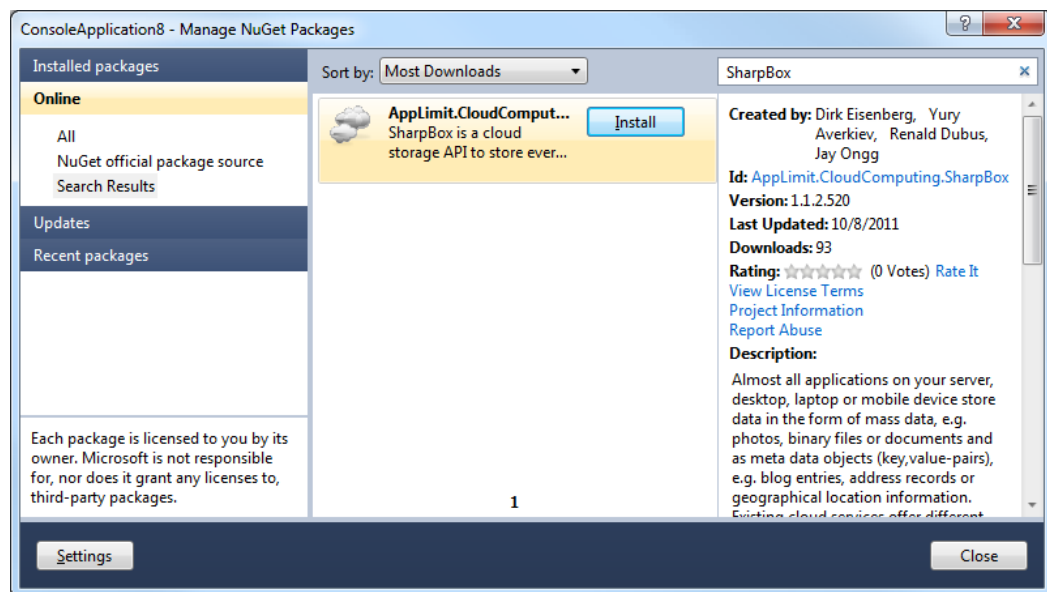 ConsoleApplication8 - Manage NuGet Packages
Installed packages
Online
All
NuGet official package source
Search Results
Updates
Recent packages
Each package is licensed to you by its
owner. Microsoft is not responsible
for, nor does it grant any licenses to,
third-party packages.
Settings
Sort by: Most Downloads
AppLimit.CloudComput...
SharpBox is a cloud
storage API to store ever...
Install
1
SharpBox
Created by: Dirk Eisenberg, Yury
Averkiev, Renald Dubus,
Jay Ongg
Id: AppLimit.CloudComputing.SharpBox
Version: 1.1.2.520
Last Updated: 10/8/2011
Downloads: 93
Rating: (0 Votes) Rate It
View License Terms
Project Information
Report Abuse
Description:
Almost all applications on your server,
desktop, laptop or mobile device store
data in the form of mass data, e.g.
photos, binary files or documents and
as meta data objects (key,value-pairs),
e.g. blog entries, address records or
geographical location information.
Existing cloud services offer different
Close